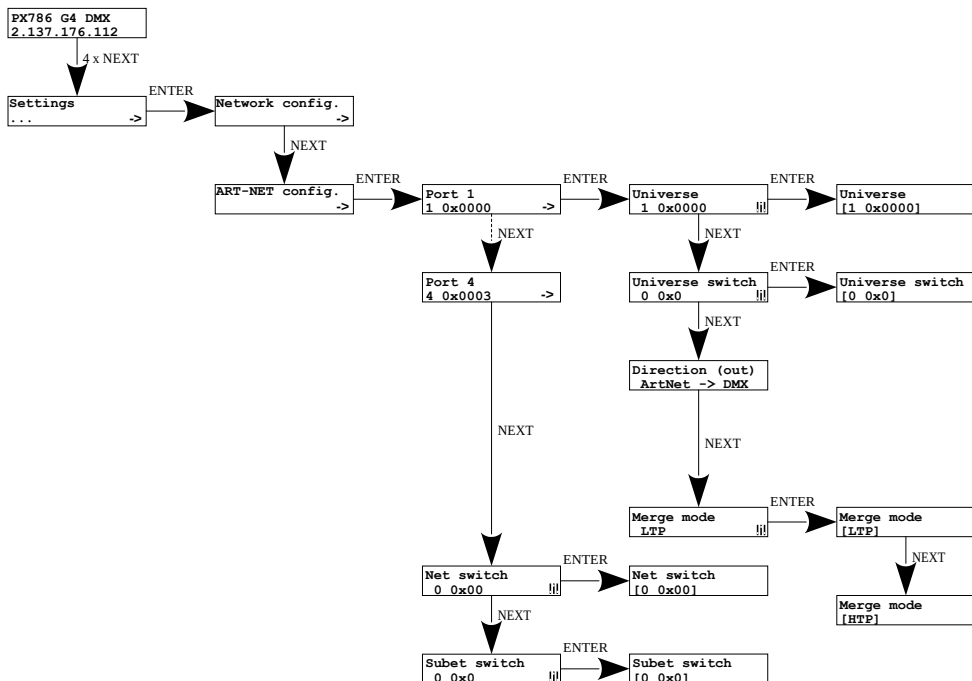 PX786 G4 DMX
2.137.176.112
4 x NEXT
Settings
... ->
ENTER
Network config.
->
NEXT
ART-NET config.
->
ENTER
Port 1
1 0x0000 ->
ENTER
Universe
1 0x0000 !i!
ENTER
Universe
[1 0x0000]
NEXT
NEXT
Port 4
4 0x0003 ->
Universe switch
0 0x0 !i!
ENTER
Universe switch
[0 0x0]
NEXT
Direction (out)
ArtNet -> DMX
NEXT
NEXT
Merge mode
LTP !i!
ENTER
Merge mode
[LTP]
NEXT
Merge mode
[HTP]
Net switch
0 0x00 !i!
ENTER
Net switch
[0 0x00]
NEXT
Subet switch
0 0x0 !i!
ENTER
Subet switch
[0 0x0]